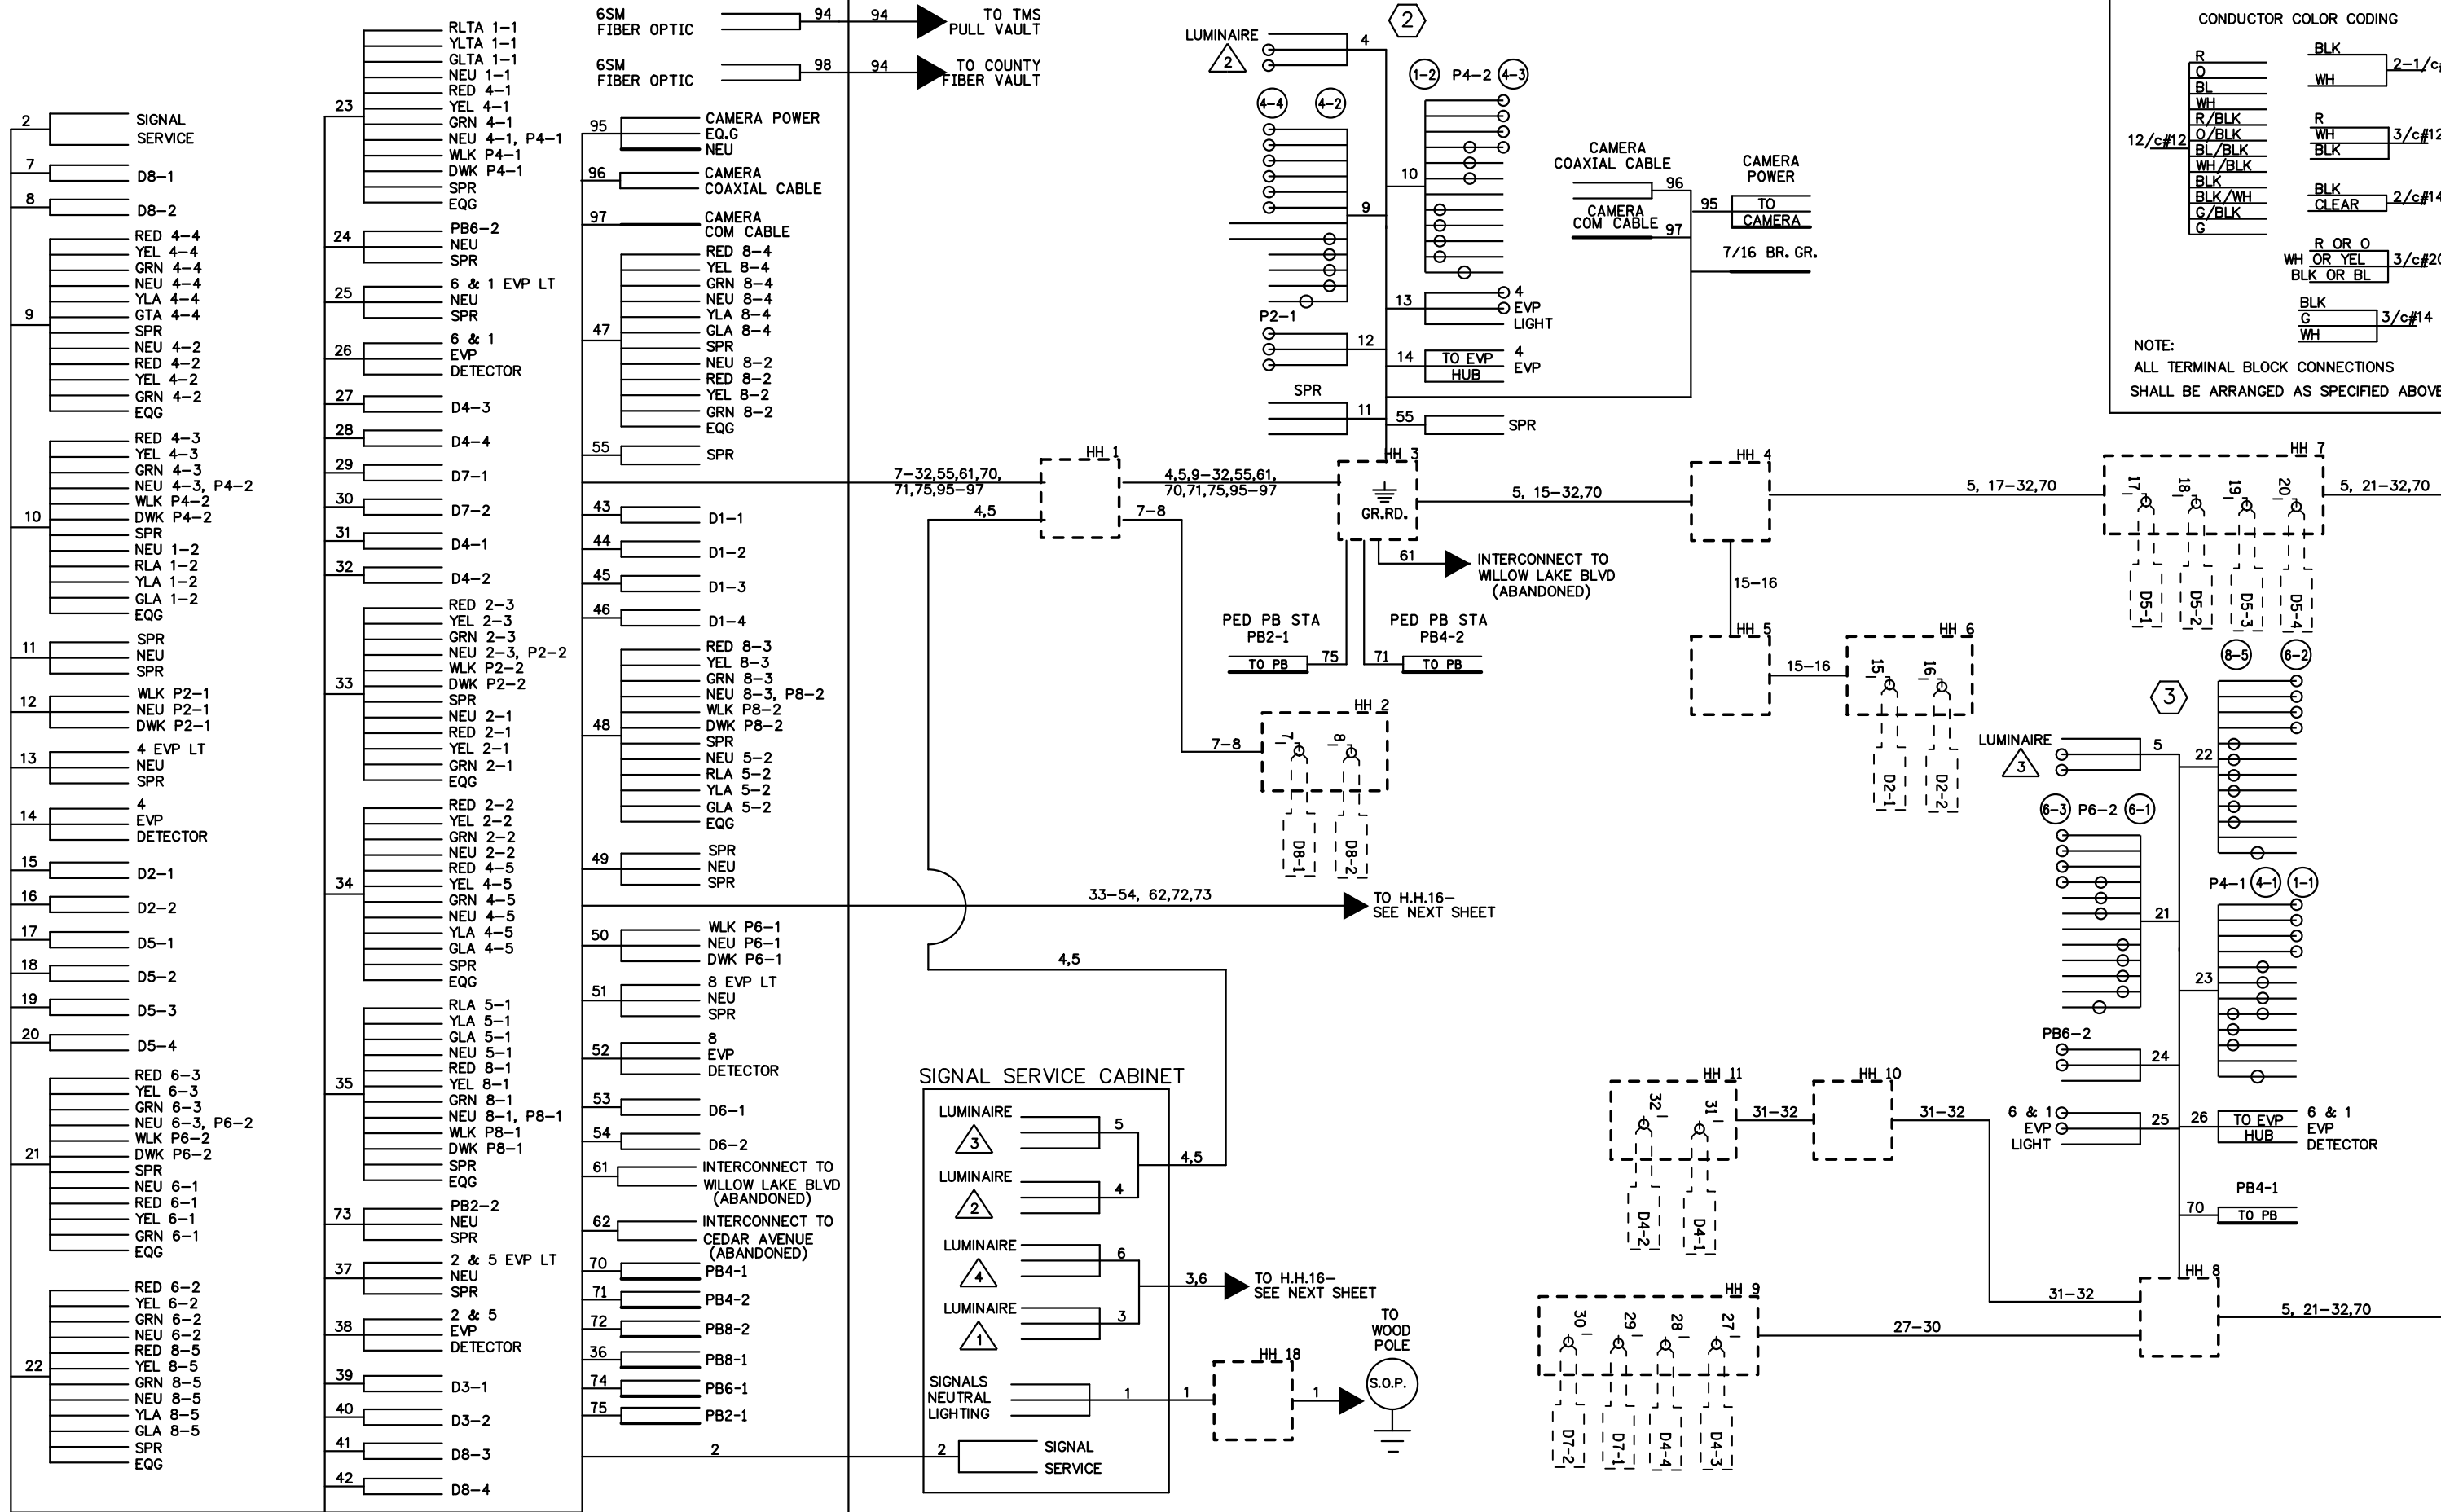 2
SIGNAL
SERVICE
7
D8-1
8
D8-2
9
RED 4-4
YEL 4-4
GRN 4-4
NEU 4-4
YLA 4-4
GTA 4-4
SPR
NEU 4-2
RED 4-2
YEL 4-2
GRN 4-2
EQG
10
RED 4-3
YEL 4-3
GRN 4-3
NEU 4-3, P4-2
WLK P4-2
DWK P4-2
SPR
NEU 1-2
RLA 1-2
YLA 1-2
GLA 1-2
EQG
11
SPR
NEU
SPR
12
WLK P2-1
NEU P2-1
DWK P2-1
13
4 EVP LT
NEU
SPR
14
4
EVP
DETECTOR
15
D2-1
16
D2-2
17
D5-1
18
D5-2
19
D5-3
20
D5-4
21
RED 6-3
YEL 6-3
GRN 6-3
NEU 6-3, P6-2
WLK P6-2
DWK P6-2
SPR
NEU 6-1
RED 6-1
YEL 6-1
GRN 6-1
EQG
22
RED 6-2
YEL 6-2
GRN 6-2
NEU 6-2
RED 8-5
YEL 8-5
GRN 8-5
NEU 8-5
YLA 8-5
GLA 8-5
SPR
EQG
23
RLTA 1-1
YLTA 1-1
GLTA 1-1
NEU 1-1
RED 4-1
YEL 4-1
GRN 4-1
NEU 4-1, P4-1
WLK P4-1
DWK P4-1
SPR
EQG
24
PB6-2
NEU
SPR
25
6 & 1 EVP LT
NEU
SPR
26
6 & 1
EVP
DETECTOR
27
D4-3
28
D4-4
29
D7-1
30
D7-2
31
D4-1
32
D4-2
33
RED 2-3
YEL 2-3
GRN 2-3
NEU 2-3, P2-2
WLK P2-2
DWK P2-2
SPR
NEU 2-1
RED 2-1
YEL 2-1
GRN 2-1
EQG
34
RED 2-2
YEL 2-2
GRN 2-2
NEU 2-2
RED 4-5
YEL 4-5
GRN 4-5
NEU 4-5
YLA 4-5
GLA 4-5
SPR
EQG
35
RLA 5-1
YLA 5-1
GLA 5-1
NEU 5-1
RED 8-1
YEL 8-1
GRN 8-1
NEU 8-1, P8-1
WLK P8-1
DWK P8-1
SPR
EQG
73
PB2-2
NEU
SPR
37
2 & 5 EVP LT
NEU
SPR
38
2 & 5
EVP
DETECTOR
39
D3-1
40
D3-2
41
D8-3
42
D8-4
6SM
FIBER OPTIC
94
94
TO TMS
PULL VAULT
6SM
FIBER OPTIC
98
94
TO COUNTY
FIBER VAULT
95
CAMERA POWER
EQ.G
NEU
96
CAMERA
COAXIAL CABLE
97
CAMERA
COM CABLE
47
RED 8-4
YEL 8-4
GRN 8-4
NEU 8-4
YLA 8-4
GLA 8-4
SPR
NEU 8-2
RED 8-2
YEL 8-2
GRN 8-2
EQG
55
SPR
43
D1-1
44
D1-2
45
D1-3
46
D1-4
48
RED 8-3
YEL 8-3
GRN 8-3
NEU 8-3, P8-2
WLK P8-2
DWK P8-2
SPR
NEU 5-2
RLA 5-2
YLA 5-2
GLA 5-2
EQG
49
SPR
NEU
SPR
50
WLK P6-1
NEU P6-1
DWK P6-1
51
8 EVP LT
NEU
SPR
52
8
EVP
DETECTOR
53
D6-1
54
D6-2
61
INTERCONNECT TO
WILLOW LAKE BLVD
(ABANDONED)
62
INTERCONNECT TO
CEDAR AVENUE
(ABANDONED)
70
PB4-1
71
PB4-2
72
PB8-2
36
PB8-1
74
PB6-1
75
PB2-1
2
7-32,55,61,70,
71,75,95-97
HH 1
4,5,9-32,55,61,
70,71,75,95-97
4,5
7-8
33-54, 62,72,73
TO H.H.16-
SEE NEXT SHEET
4,5
2
LUMINAIRE
2
4
4-4
4-2
1-2
P4-2
4-3
9
10
P2-1
12
13
4
EVP
LIGHT
14
TO EVP
HUB
4
EVP
SPR
11
55
SPR
CAMERA
COAXIAL CABLE
96
CAMERA
COM CABLE
97
CAMERA
POWER
95
TO
CAMERA
7/16 BR. GR.
HH 3
GR.RD.
5, 15-32,70
61
INTERCONNECT TO
WILLOW LAKE BLVD
(ABANDONED)
PED PB STA
PB2-1
TO PB
75
PED PB STA
PB4-2
71
TO PB
7-8
HH 2
7
8
D8-1
D8-2
HH 4
15-16
HH 5
15-16
HH 6
15
16
D2-1
D2-2
5, 17-32,70
HH 7
17
18
19
20
D5-1
D5-2
D5-3
D5-4
5, 21-32,70
CONDUCTOR COLOR CODING
12/c#12
R
O
BL
WH
R/BLK
O/BLK
BL/BLK
WH/BLK
BLK
BLK/WH
G/BLK
G
BLK
WH
2-1/c#
R
WH
BLK
3/c#12
BLK
CLEAR
2/c#14
R OR O
WH OR YEL
BLK OR BL
3/c#20
BLK
G
WH
3/c#14
NOTE:
ALL TERMINAL BLOCK CONNECTIONS
SHALL BE ARRANGED AS SPECIFIED ABOVE
3
8-5
6-2
LUMINAIRE
3
5
22
6-3
P6-2
6-1
21
P4-1
4-1
1-1
23
PB6-2
24
6 & 1
EVP
LIGHT
25
26
TO EVP
HUB
6 & 1
EVP
DETECTOR
PB4-1
70
TO PB
HH 8
5, 21-32,70
31-32
27-30
HH 11
32
31
D4-2
D4-1
31-32
HH 10
31-32
HH 9
30
29
28
27
D7-2
D7-1
D4-4
D4-3
SIGNAL SERVICE CABINET
LUMINAIRE
3
5
LUMINAIRE
2
4
4,5
LUMINAIRE
4
6
LUMINAIRE
1
3
3,6
TO H.H.16-
SEE NEXT SHEET
SIGNALS
NEUTRAL
LIGHTING
1
1
HH 18
1
TO
WOOD
POLE
S.O.P.
2
SIGNAL
SERVICE